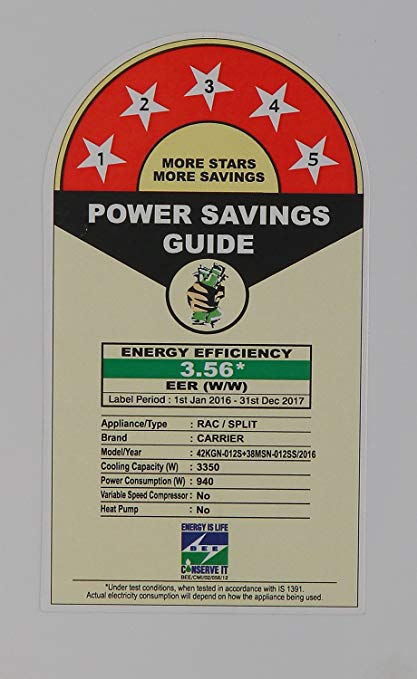 1 2 3 4 5
MORE STARS
MORE SAVINGS
POWER SAVINGS
GUIDE
ENERGY EFFICIENCY
3.56*
EER (W/W)
Label Period : 1st Jan 2016 - 31st Dec 2017
Appliance/Type : RAC / SPLIT
Brand : CARRIER
Model/Year : 42KGN-012S+38MSN-012SS/2016
Cooling Capacity (W) : 3350
Power Consumption (W) : 940
Variable Speed Compressor : No
Heat Pump : No
ENERGY IS LIFE
BEE
CONSERVE IT
*Under test conditions, when tested in accordance with IS 1391.
Actual electricity consumption will depend on how the appliance being used.